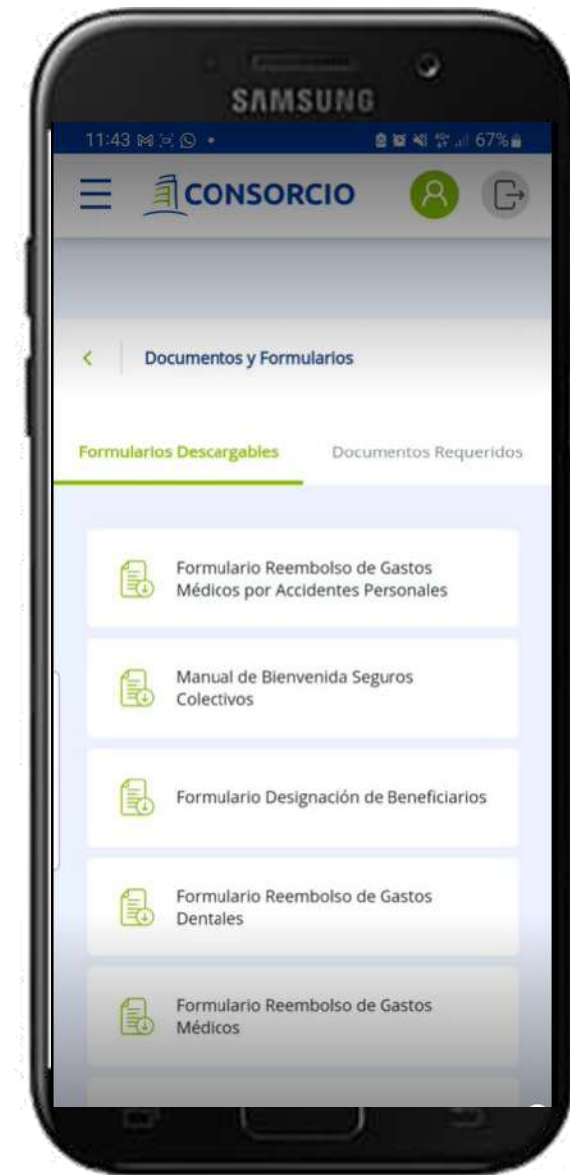 SAMSUNG
11:43 67%
CONSORCIO
Documentos y Formularios
Formularios Descargables Documentos Requeridos
Formulario Reembolso de Gastos
Médicos por Accidentes Personales
Manual de Bienvenida Seguros
Colectivos
Formulario Designación de Beneficiarios
Formulario Reembolso de Gastos
Dentales
Formulario Reembolso de Gastos
Médicos